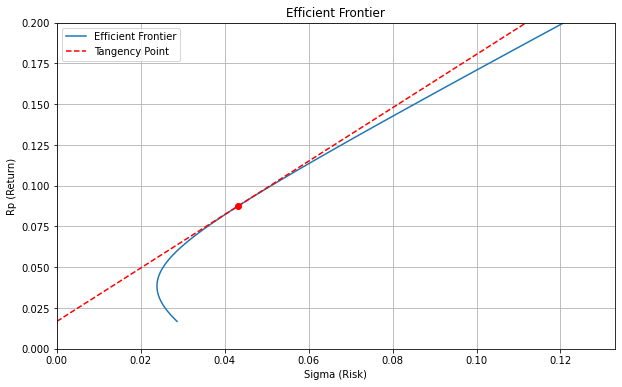 Efficient Frontier
Efficient Frontier
Tangency Point
Rp (Return)
0.200
0.175
0.150
0.125
0.100
0.075
0.050
0.025
0.000
0.00 0.02 0.04 0.06 0.08 0.10 0.12
Sigma (Risk)